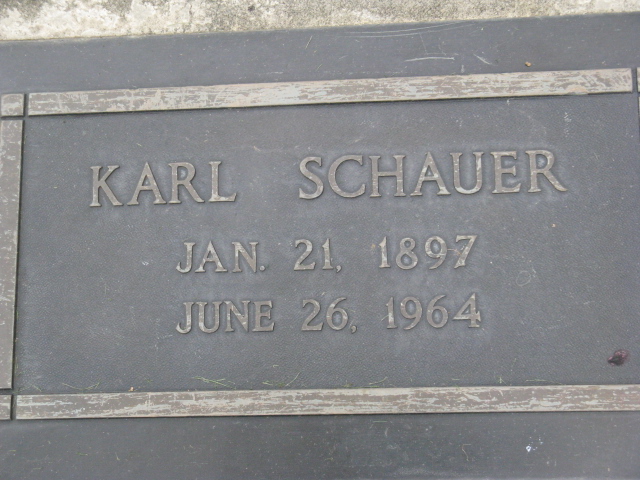 KARL SCHAUER
JAN. 21, 1897
JUNE 26, 1964